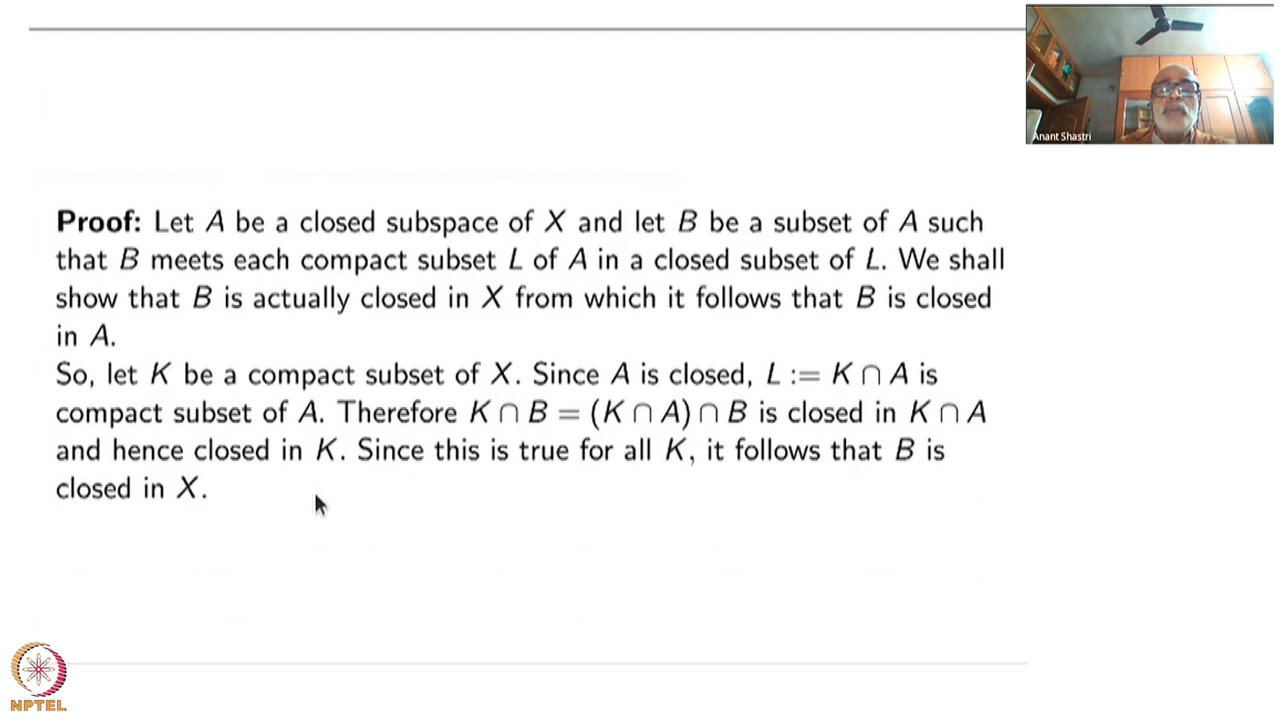 Anant Shastri
Proof: Let A be a closed subspace of X and let B be a subset of A such
that B meets each compact subset L of A in a closed subset of L. We shall
show that B is actually closed in X from which it follows that B is closed
in A.
So, let K be a compact subset of X. Since A is closed, L := K ∩ A is
compact subset of A. Therefore K ∩ B = (K ∩ A) ∩ B is closed in K ∩ A
and hence closed in K. Since this is true for all K, it follows that B is
closed in X.
NPTEL